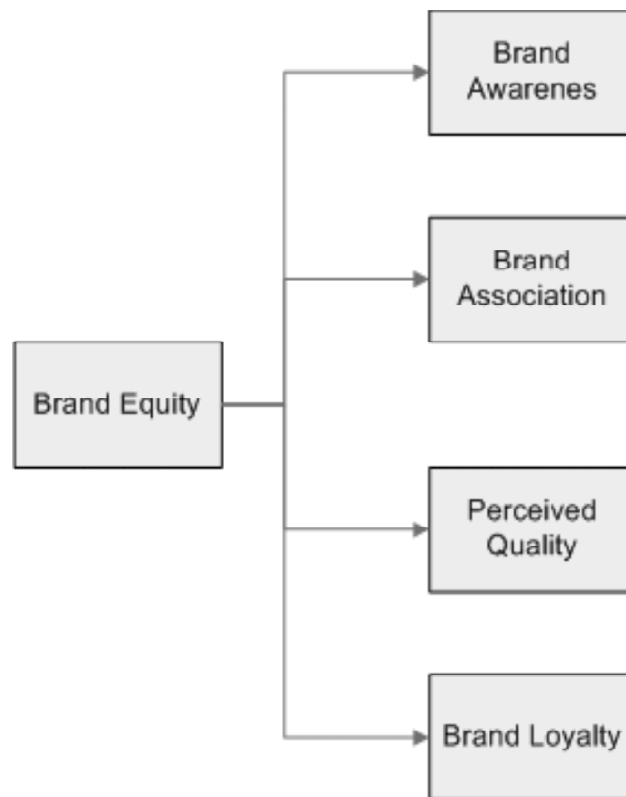 Brand
Awarenes
Brand
Association
Brand Equity
Perceived
Quality
Brand Loyalty